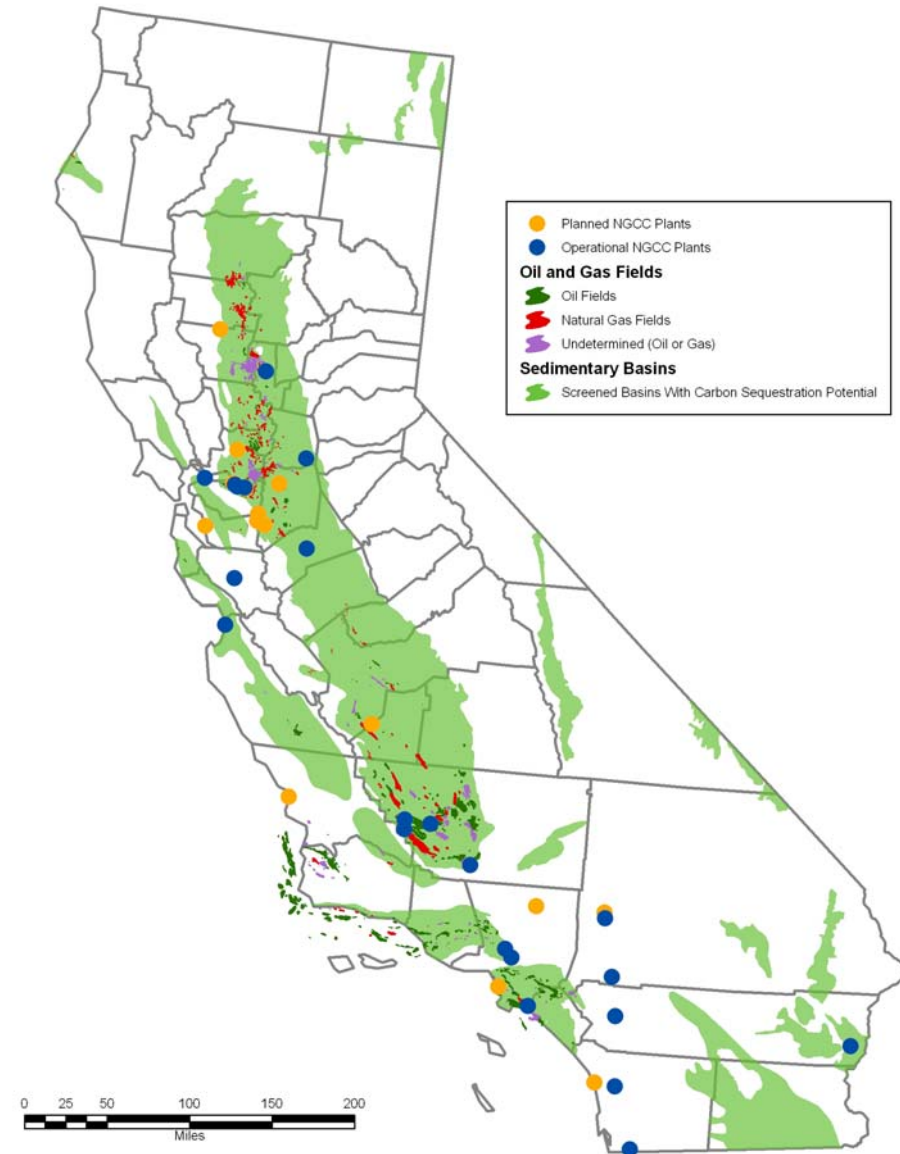 Planned NGCC Plants
Operational NGCC Plants
Oil and Gas Fields
Oil Fields
Natural Gas Fields
Undetermined (Oil or Gas)
Sedimentary Basins
Screened Basins With Carbon Sequestration Potential
0 25 50 100 150 200
Miles